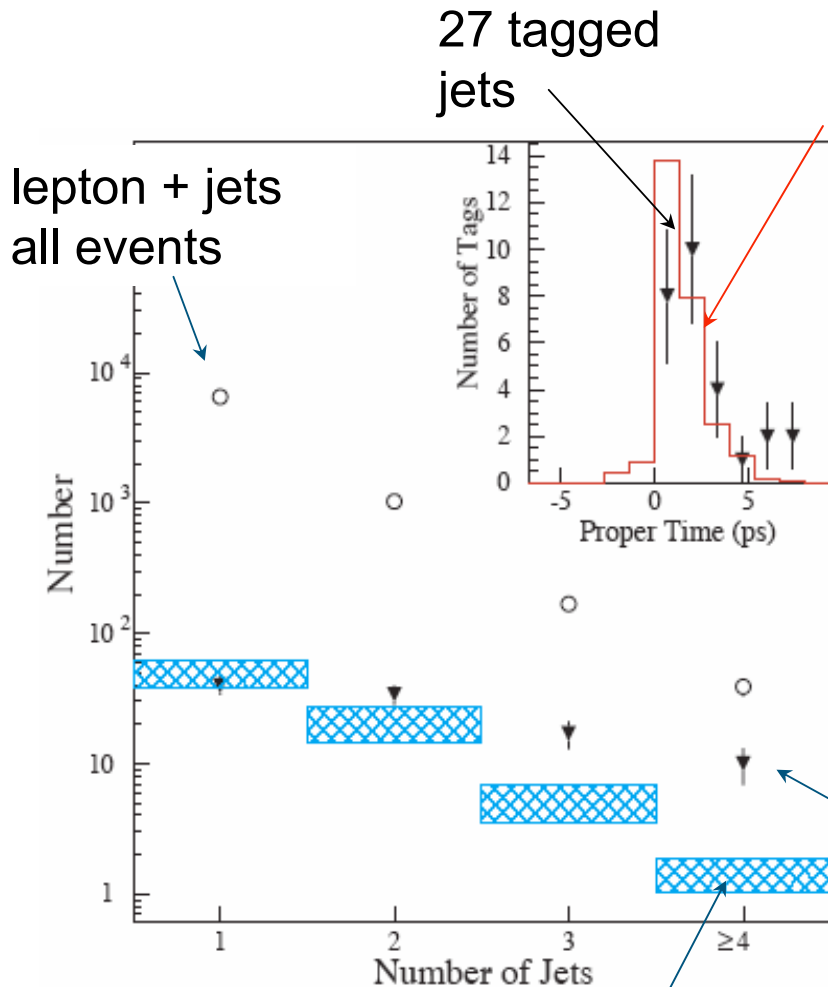 27 tagged
jets
lepton + jets
all events
14
12
10
8
6
4
2
0
Number of Tags
-5
0
5
Proper Time (ps)
10^4
10^3
10^2
10
1
Number
1
2
3
≥4
Number of Jets